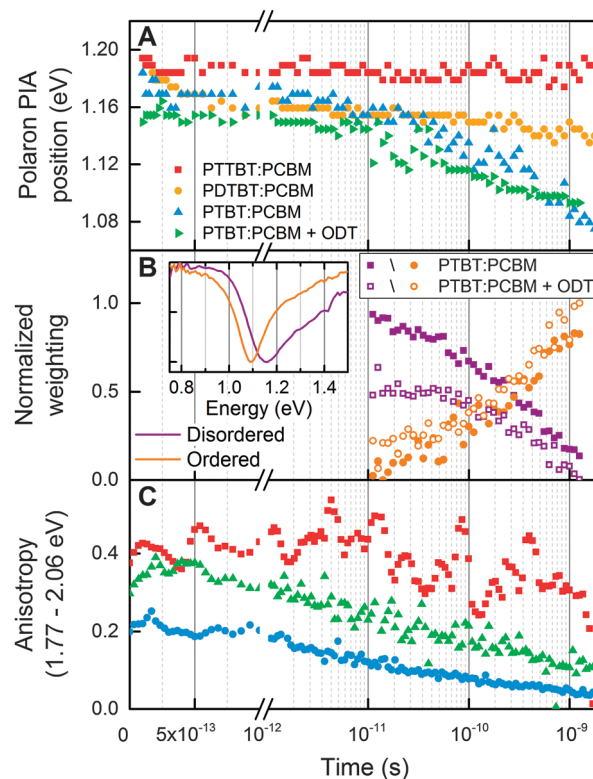 A
1.20
1.16
1.12
1.08
Polaron PIA
position (eV)
PTTBT:PCBM
PDTBT:PCBM
PTBT:PCBM
PTBT:PCBM + ODT
B
1.0
0.5
0.0
Normalized
weighting
\ PTBT:PCBM
\ PTBT:PCBM + ODT
0.8 1.0 1.2 1.4
Energy (eV)
Disordered
Ordered
C
0.4
0.2
0.0
Anisotropy
(1.77 - 2.06 eV)
0 5x10-13 10-12 10-11 10-10 10-9
Time (s)